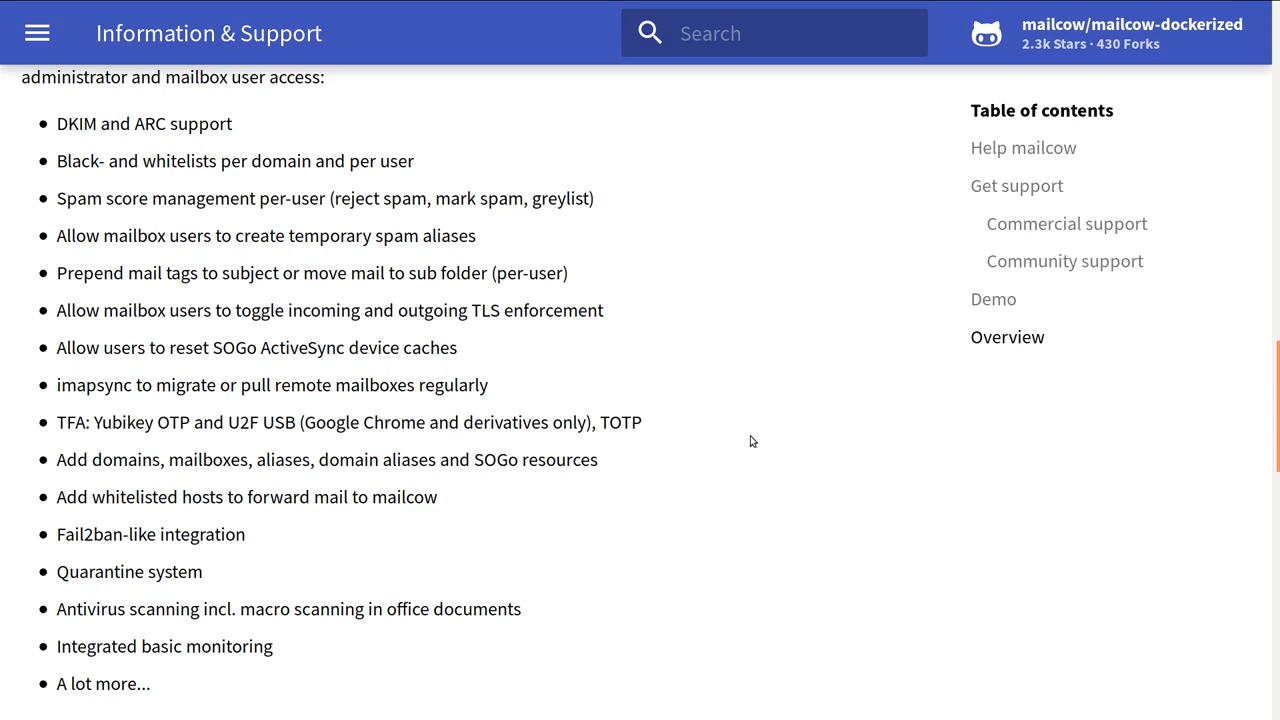 Information & Support
Search
mailcow/mailcow-dockerized
2.3k Stars · 430 Forks
administrator and mailbox user access:
DKIM and ARC support
Black- and whitelists per domain and per user
Spam score management per-user (reject spam, mark spam, greylist)
Allow mailbox users to create temporary spam aliases
Prepend mail tags to subject or move mail to sub folder (per-user)
Allow mailbox users to toggle incoming and outgoing TLS enforcement
Allow users to reset SOGo ActiveSync device caches
imapsync to migrate or pull remote mailboxes regularly
TFA: Yubikey OTP and U2F USB (Google Chrome and derivatives only), TOTP
Add domains, mailboxes, aliases, domain aliases and SOGo resources
Add whitelisted hosts to forward mail to mailcow
Fail2ban-like integration
Quarantine system
Antivirus scanning incl. macro scanning in office documents
Integrated basic monitoring
A lot more...
Table of contents
Help mailcow
Get support
Commercial support
Community support
Demo
Overview